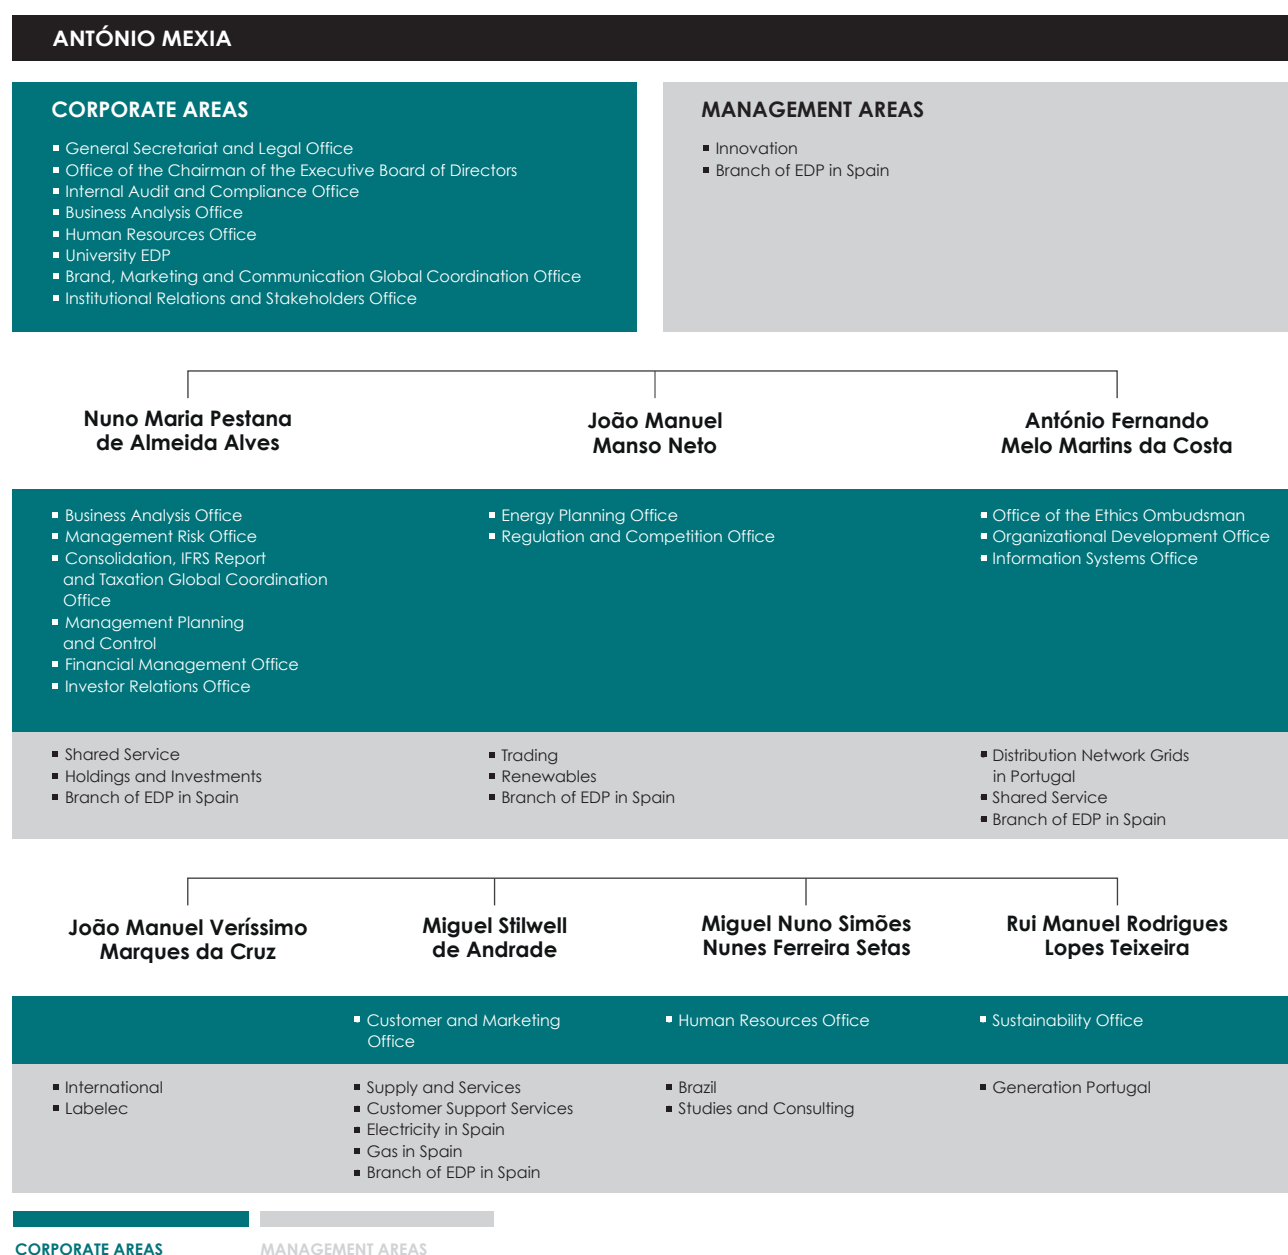 ANTÓNIO MEXIA
CORPORATE AREAS
▪ General Secretariat and Legal Office
▪ Office of the Chairman of the Executive Board of Directors
▪ Internal Audit and Compliance Office
▪ Business Analysis Office
▪ Human Resources Office
▪ University EDP
▪ Brand, Marketing and Communication Global Coordination Office
▪ Institutional Relations and Stakeholders Office
MANAGEMENT AREAS
▪ Innovation
▪ Branch of EDP in Spain
Nuno Maria Pestana
de Almeida Alves
João Manuel
Manso Neto
António Fernando
Melo Martins da Costa
▪ Business Analysis Office
▪ Management Risk Office
▪ Consolidation, IFRS Report
and Taxation Global Coordination
Office
▪ Management Planning
and Control
▪ Financial Management Office
▪ Investor Relations Office
▪ Energy Planning Office
▪ Regulation and Competition Office
▪ Office of the Ethics Ombudsman
▪ Organizational Development Office
▪ Information Systems Office
▪ Shared Service
▪ Holdings and Investments
▪ Branch of EDP in Spain
▪ Trading
▪ Renewables
▪ Branch of EDP in Spain
▪ Distribution Network Grids
in Portugal
▪ Shared Service
▪ Branch of EDP in Spain
João Manuel Veríssimo
Marques da Cruz
Miguel Stilwell
de Andrade
Miguel Nuno Simões
Nunes Ferreira Setas
Rui Manuel Rodrigues
Lopes Teixeira
▪ Customer and Marketing
Office
▪ Human Resources Office
▪ Sustainability Office
▪ International
▪ Labelec
▪ Supply and Services
▪ Customer Support Services
▪ Electricity in Spain
▪ Gas in Spain
▪ Branch of EDP in Spain
▪ Brazil
▪ Studies and Consulting
▪ Generation Portugal
CORPORATE AREAS
MANAGEMENT AREAS